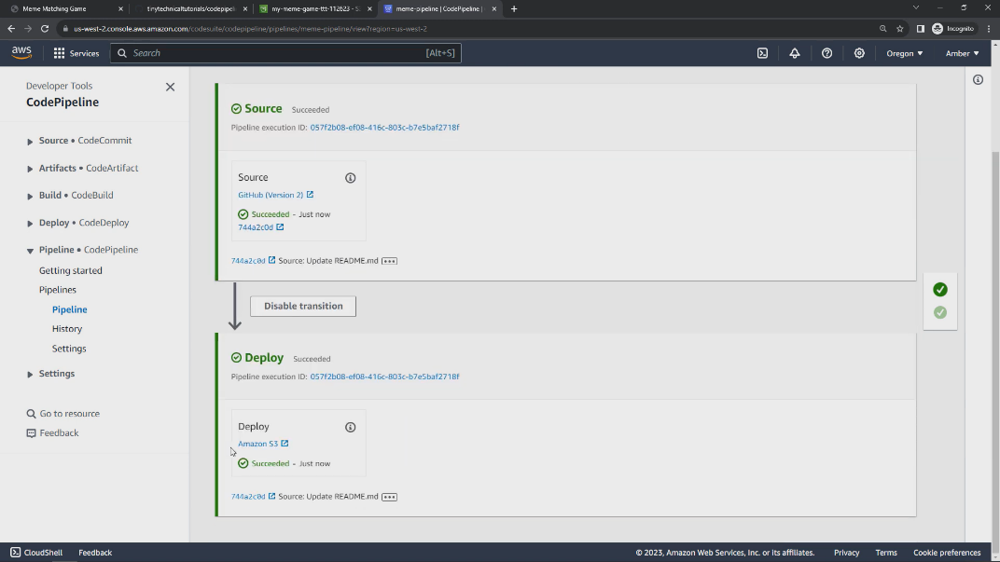 Meme Matching Game
tinytechnicaltutorials/codepipel
my-meme-game-ttt-112623 - S3
meme-pipeline | CodePipeline |
us-west-2.console.aws.amazon.com/codesuite/codepipeline/pipelines/meme-pipeline/view?region=us-west-2
Incognito
aws
Services
Search
[Alt+S]
Oregon
Amber
Developer Tools
CodePipeline
Source • CodeCommit
Artifacts • CodeArtifact
Build • CodeBuild
Deploy • CodeDeploy
Pipeline • CodePipeline
Getting started
Pipelines
Pipeline
History
Settings
Settings
Go to resource
Feedback
Source Succeeded
Pipeline execution ID: 057f2b08-ef08-416c-803c-b7e5baf2718f
Source
GitHub (Version 2)
Succeeded - Just now
744a2c0d
744a2c0d Source: Update README.md
Disable transition
Deploy Succeeded
Pipeline execution ID: 057f2b08-ef08-416c-803c-b7e5baf2718f
Deploy
Amazon S3
Succeeded - Just now
744a2c0d Source: Update README.md
CloudShell Feedback
© 2023, Amazon Web Services, Inc. or its affiliates. Privacy Terms Cookie preferences